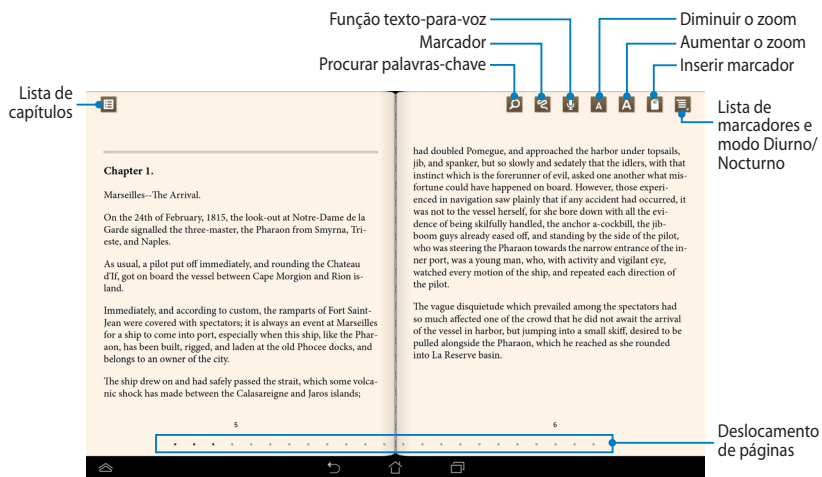 Função texto-para-voz
Marcador
Procurar palavras-chave
Diminuir o zoom
Aumentar o zoom
Inserir marcador
Lista de
capítulos
Lista de
marcadores e
modo Diurno/
Nocturno
A
A
Chapter 1.
Marseilles--The Arrival.
On the 24th of February, 1815, the look-out at Notre-Dame de la
Garde signalled the three-master, the Pharaon from Smyrna, Tri-
este, and Naples.
As usual, a pilot put off immediately, and rounding the Chateau
d'If, got on board the vessel between Cape Morgion and Rion is-
land.
Immediately, and according to custom, the ramparts of Fort Saint-
Jean were covered with spectators; it is always an event at Marseilles
for a ship to come into port, especially when this ship, like the Phar-
aon, has been built, rigged, and laden at the old Phocee docks, and
belongs to an owner of the city.
The ship drew on and had safely passed the strait, which some volca-
nic shock has made between the Calasareigne and Jaros islands;
5
had doubled Pomegue, and approached the harbor under topsails,
jib, and spanker, but so slowly and sedately that the idlers, with that
instinct which is the forerunner of evil, asked one another what mis-
fortune could have happened on board. However, those experi-
enced in navigation saw plainly that if any accident had occurred, it
was not to the vessel herself, for she bore down with all the evi-
dence of being skilfully handled, the anchor a-cockbill, the jib-
boom guys already eased off, and standing by the side of the pilot,
who was steering the Pharaon towards the narrow entrance of the in-
ner port, was a young man, who, with activity and vigilant eye,
watched every motion of the ship, and repeated each direction of
the pilot.
The vague disquietude which prevailed among the spectators had
so much affected one of the crowd that he did not await the arrival
of the vessel in harbor, but jumping into a small skiff, desired to be
pulled alongside the Pharaon, which he reached as she rounded
into La Reserve basin.
6
Deslocamento
de páginas